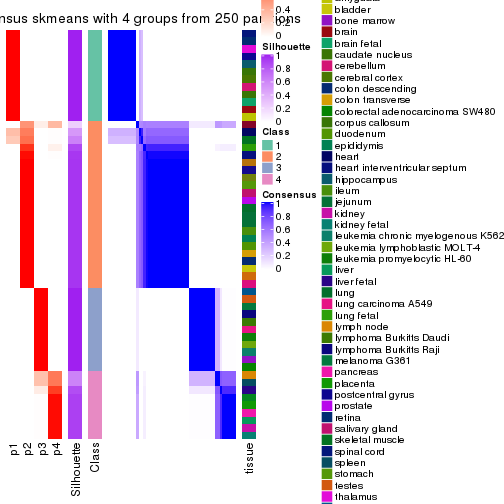 nsus skmeans with 4 groups from 250 par ions
0.4
0.2
0
Silhouette
1
0.8
0.6
0.4
0.2
0
Class
1
2
3
4
Consensus
1
0.8
0.6
0.4
0.2
0
p1
p2
p3
p4
Silhouette
Class
tissue
bladder
bone marrow
brain
brain fetal
caudate nucleus
cerebellum
cerebral cortex
colon descending
colon transverse
colorectal adenocarcinoma SW480
corpus callosum
duodenum
epididymis
heart
heart interventricular septum
hippocampus
ileum
jejunum
kidney
kidney fetal
leukemia chronic myelogenous K562
leukemia lymphoblastic MOLT-4
leukemia promyelocytic HL-60
liver
liver fetal
lung
lung carcinoma A549
lung fetal
lymph node
lymphoma Burkitts Daudi
lymphoma Burkitts Raji
melanoma G361
pancreas
placenta
postcentral gyrus
prostate
retina
salivary gland
skeletal muscle
spinal cord
spleen
stomach
testes
thalamus